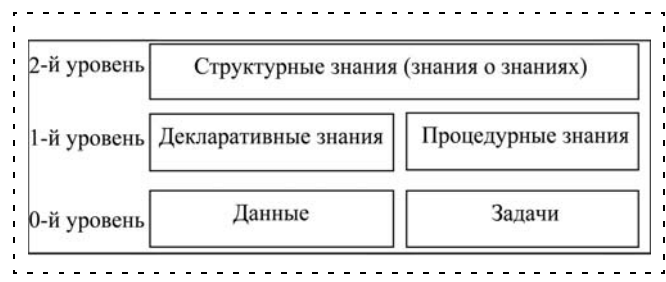 2-й уровень Структурные знания (знания о знаниях)
1-й уровень Декларативные знания Процедурные знания
0-й уровень Данные Задачи